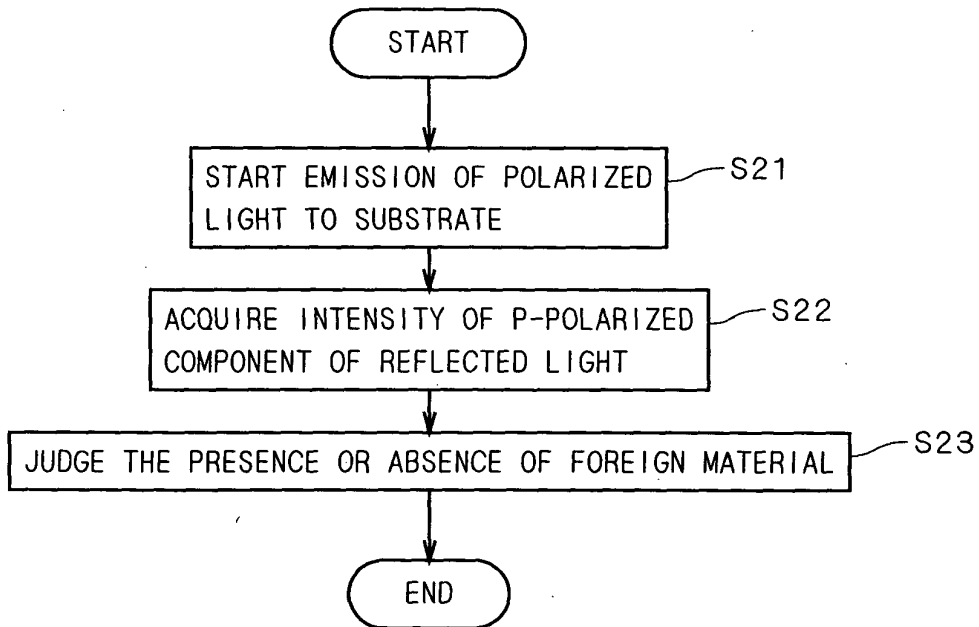 START
START EMISSION OF POLARIZED
LIGHT TO SUBSTRATE
S21
ACQUIRE INTENSITY OF P-POLARIZED
COMPONENT OF REFLECTED LIGHT
S22
JUDGE THE PRESENCE OR ABSENCE OF FOREIGN MATERIAL
S23
END